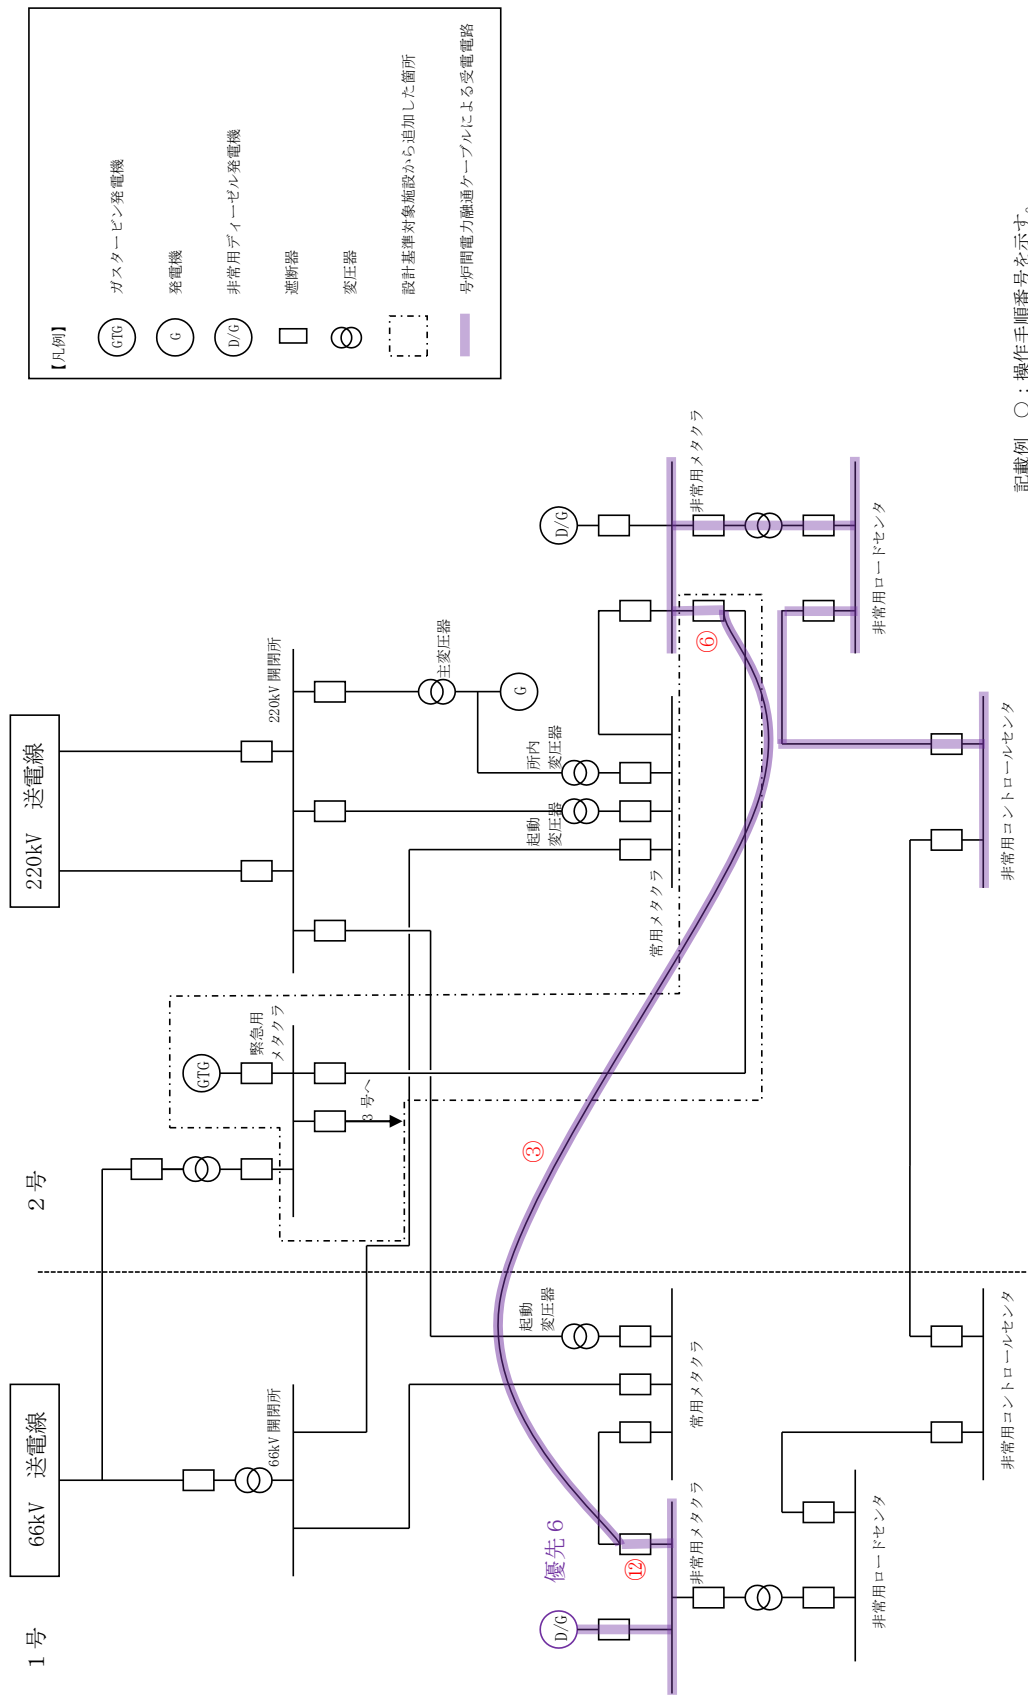 1号
2号
66kV 送電線
220kV 送電線
66kV 開閉所
220kV 開閉所
GTG
緊急用
メタクラ
3 号へ
主変圧器
G
所内
変圧器
起動
変圧器
起動
変圧器
優先6
D/G
D/G
③
⑥
⑫
常用メタクラ
常用メタクラ
非常用メタクラ
非常用メタクラ
非常用ロードセンタ
非常用ロードセンタ
非常用コントロールセンタ
非常用コントロールセンタ
【凡例】
GTG ガスタービン発電機
G 発電機
D/G 非常用ディーゼル発電機
遮断器
変圧器
設計基準対象施設から追加した箇所
号炉間電力融通ケーブルによる受電電路
記載例 ○：操作手順番号を示す。